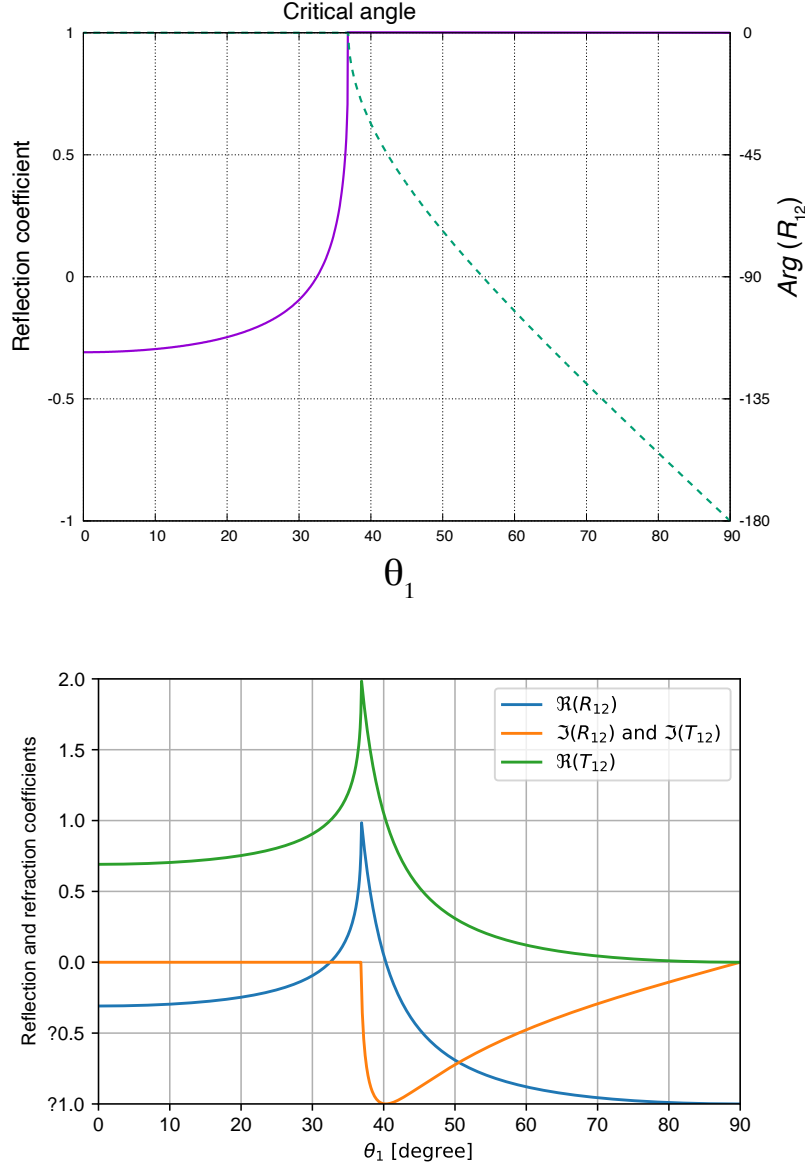 Critical angle
1
0.5
0
-0.5
-1
Reflection coefficient
0
-45
-90
-135
-180
Arg (R12)
0 10 20 30 40 50 60 70 80 90
θ1
2.0
1.5
1.0
0.5
0.0
?0.5
?1.0
Reflection and refraction coefficients
ℜ(R12)
ℑ(R12) and ℑ(T12)
ℜ(T12)
0 10 20 30 40 50 60 70 80 90
θ1 [degree]